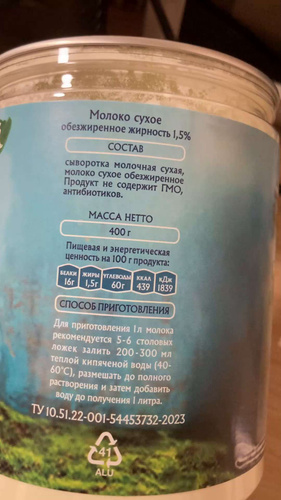 Молоко сухое
обезжиренное жирность 1,5%
СОСТАВ
сыворотка молочная сухая,
молоко сухое обезжиренное
Продукт не содержит ГМО,
антибиотиков.
МАССА НЕТТО
400 г
Пищевая и энергетическая
ценность на 100 г продукта:
БЕЛКИ 16г ЖИРЫ 1,5г УГЛЕВОДЫ 60г ККАЛ 439 кДж 1839
СПОСОБ ПРИГОТОВЛЕНИЯ
Для приготовления 1л молока
рекомендуется 5-6 столовых
ложек залить 200-300 мл
теплой кипяченой воды (40-
60°С), размешать до полного
растворения и затем добавить
воду до получения 1 литра.
ТУ 10.51.22-001-54453732-2023
41
ALU